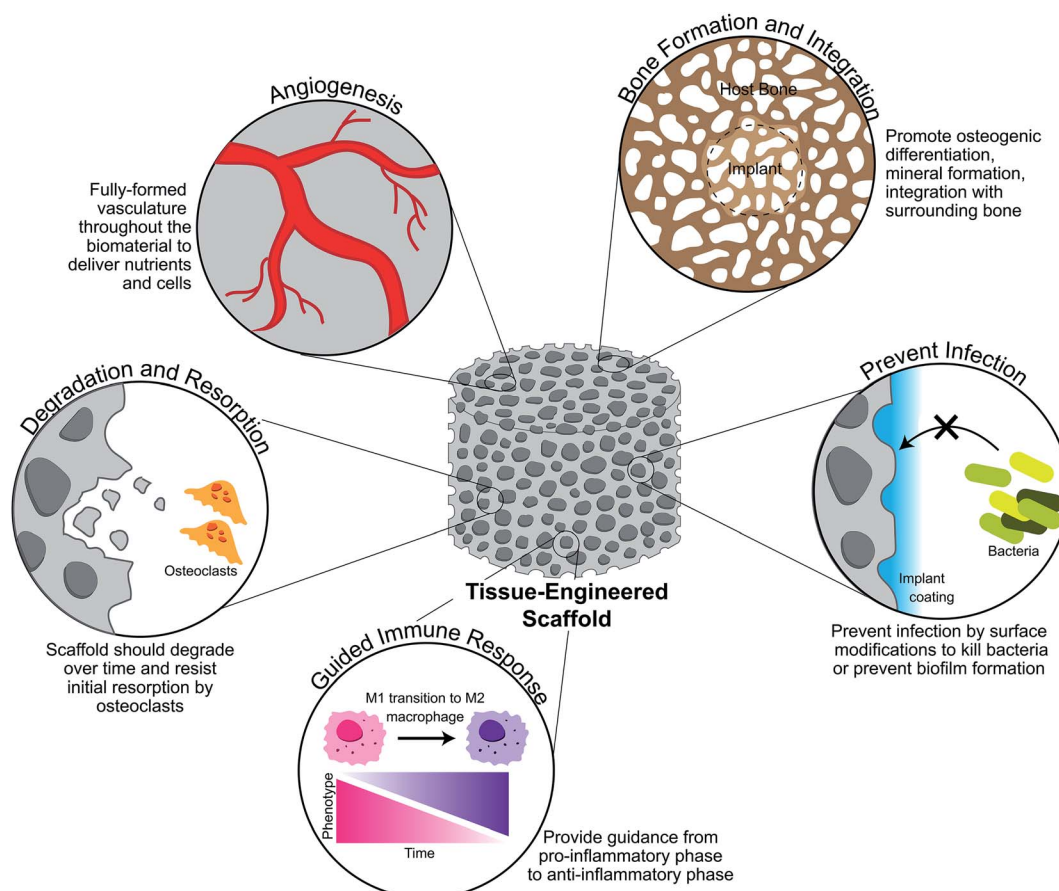 Angiogenesis
Fully-formed
vasculature
throughout the
biomaterial to
deliver nutrients
and cells
Bone Formation and Integration
Host Bone
Implant
Promote osteogenic
differentiation,
mineral formation,
integration with
surrounding bone
Degradation and Resorption
Osteoclasts
Scaffold should degrade
over time and resist
initial resorption by
osteoclasts
Prevent Infection
Bacteria
Implant
coating
Prevent infection by surface
modifications to kill bacteria
or prevent biofilm formation
Tissue-Engineered
Scaffold
Guided Immune Response
M1 transition to M2
macrophage
Phenotype
Time
Provide guidance from
pro-inflammatory phase
to anti-inflammatory phase